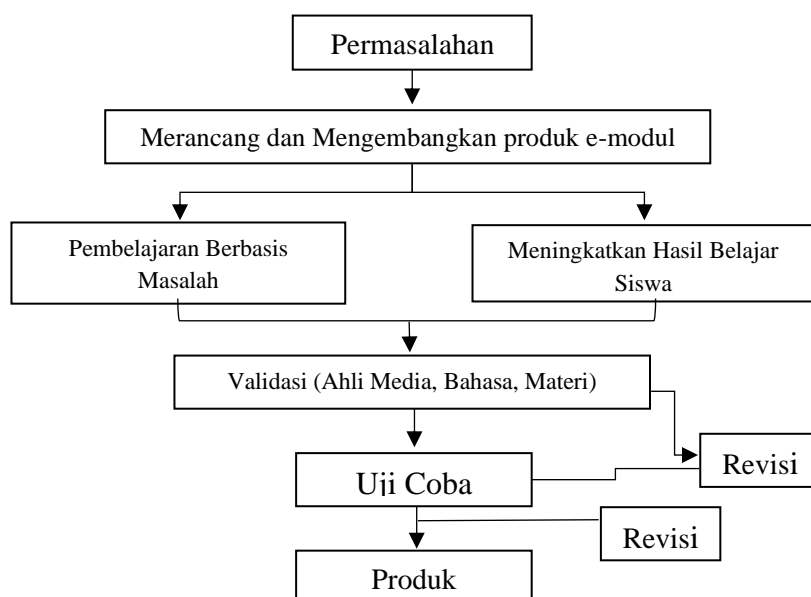 Permasalahan
Merancang dan Mengembangkan produk e-modul
Pembelajaran Berbasis
Masalah
Meningkatkan Hasil Belajar
Siswa
Validasi (Ahli Media, Bahasa, Materi)
Revisi
Uji Coba
Revisi
Produk